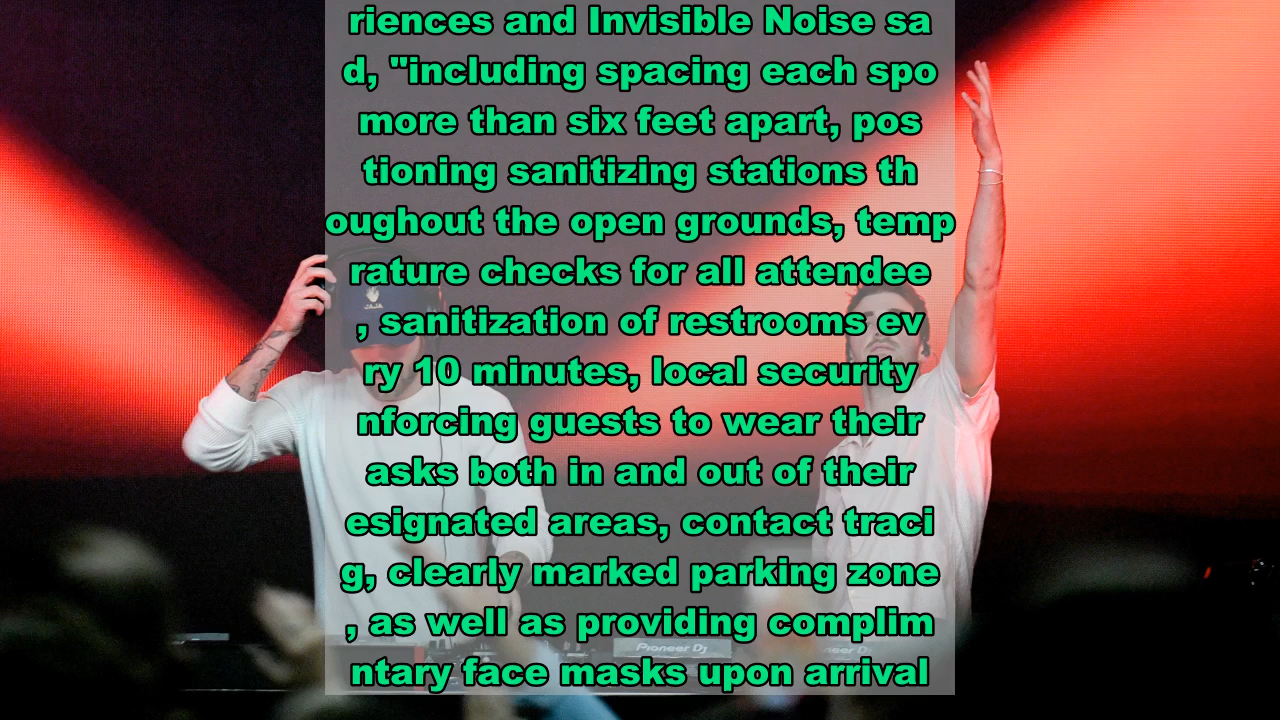 riences and Invisible Noise sa
d, "including spacing each spo
more than six feet apart, pos
tioning sanitizing stations th
oughout the open grounds, temp
rature checks for all attendee
, sanitization of restrooms ev
ry 10 minutes, local security
nforcing guests to wear their
asks both in and out of their
esignated areas, contact traci
g, clearly marked parking zone
, as well as providing complim
ntary face masks upon arrival
Pioneer Dj